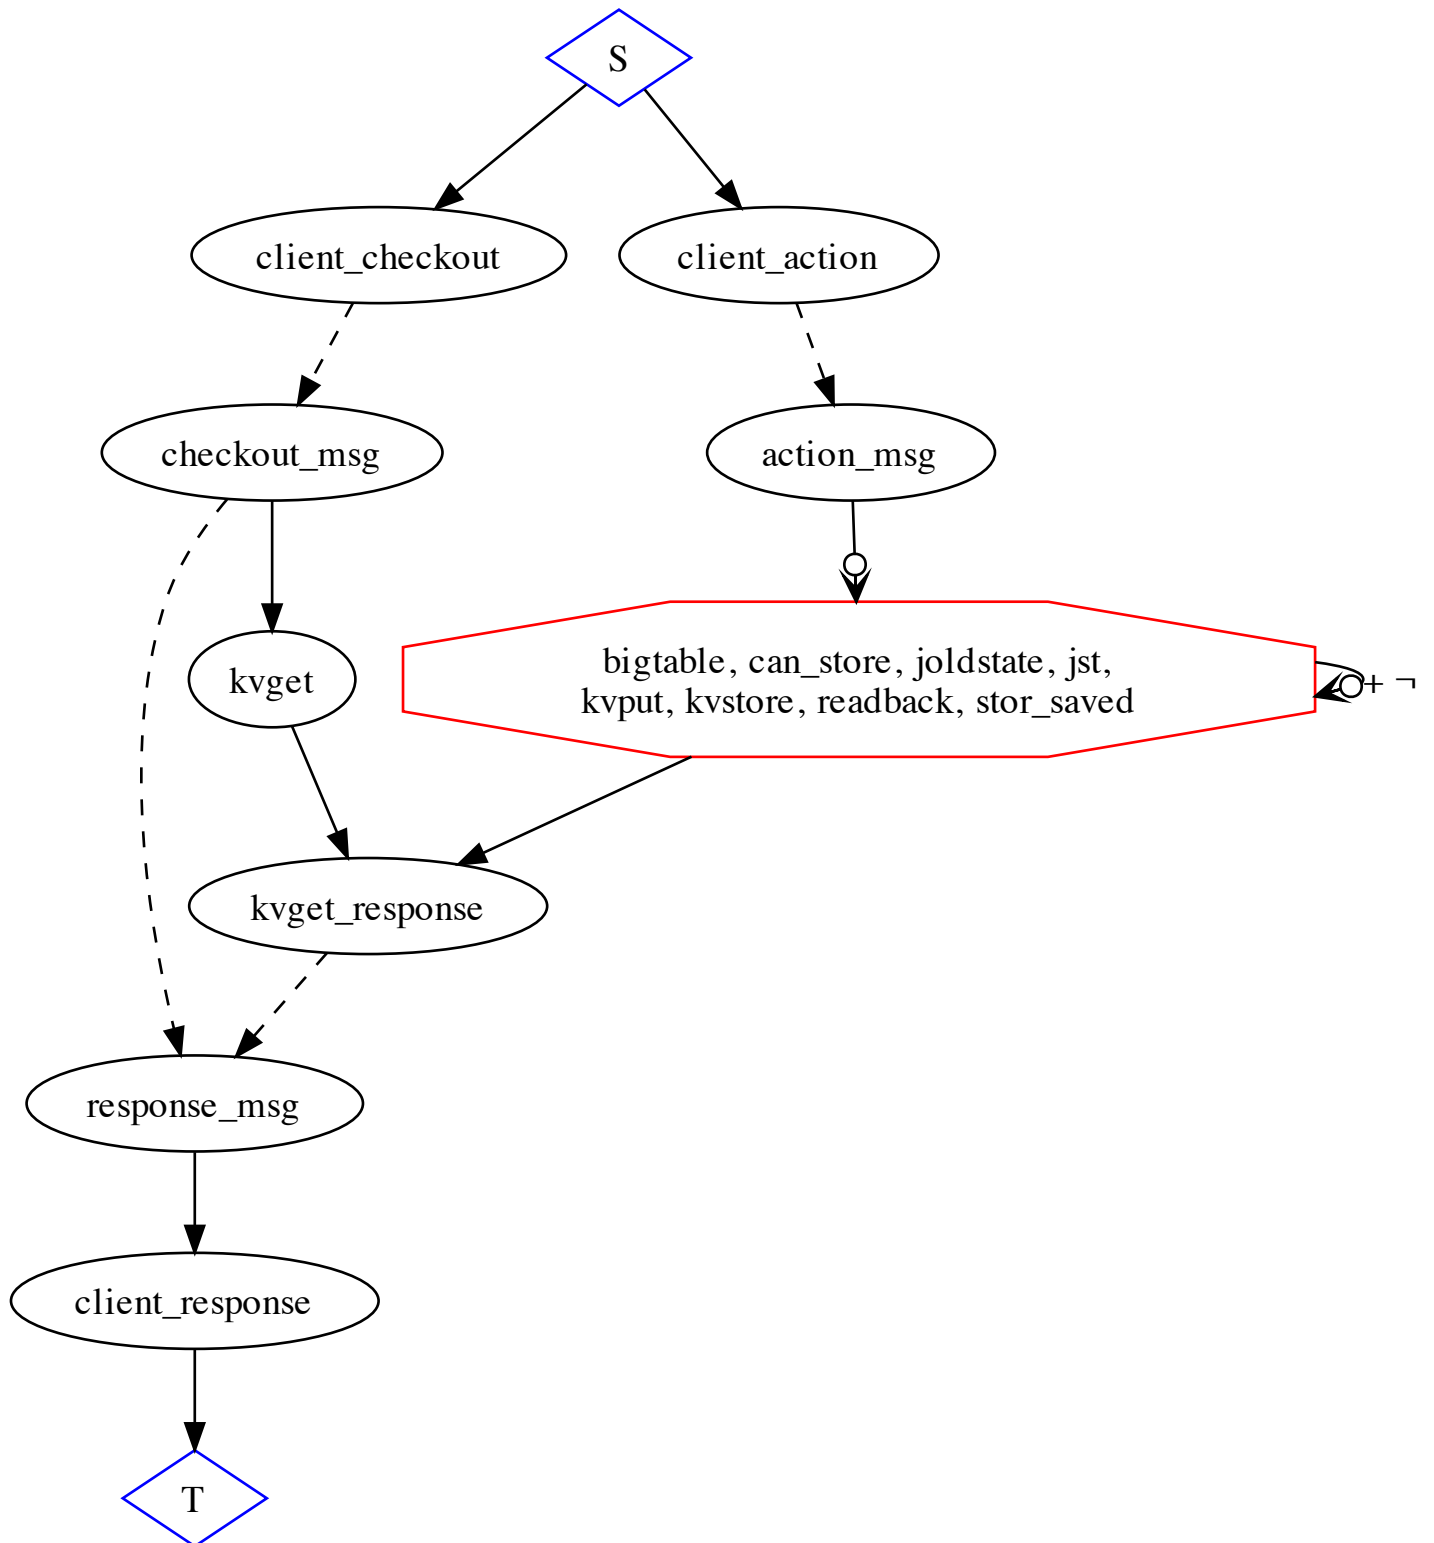 S
client_checkout
client_action
checkout_msg
action_msg
kvget
bigtable, can_store, joldstate, jst,
kvput, kvstore, readback, stor_saved
+ ¬
kvget_response
response_msg
client_response
T